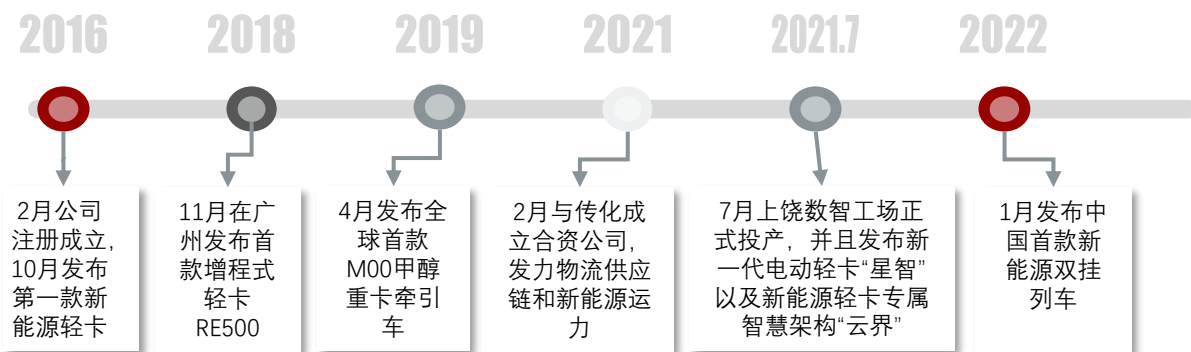 2016
2018
2019
2021
2021.7
2022
2月公司
注册成立,
10月发布
第一款新
能源轻卡
11月在广
州发布首
款增程式
轻卡
RE500
4月发布全
球首款
M00甲醇
重卡牵引
车
2月与传化成
立合资公司,
发力物流供应
链和新能源运
力
7月上饶数智工场正
式投产，并且发布新
一代电动轻卡“星智”
以及新能源轻卡专属
智慧架构“云界”
1月发布中
国首款新
能源双挂
列车